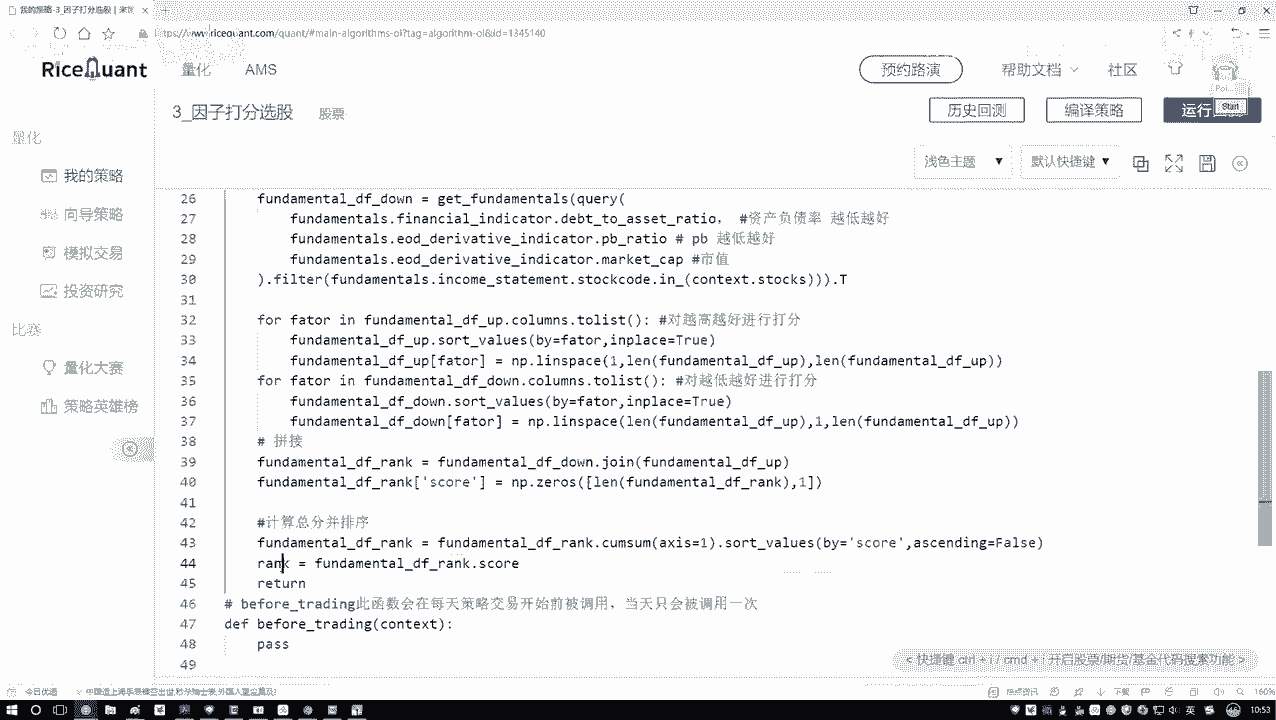 我的策略-3_因子打分选股 | 米筐
https://www.ricequant.com/quant/#main-algorithms-ol?tag=algorithm-ol&id=1345140
RiceQuant 量化 AMS 预约路演 帮助文档 社区
3_因子打分选股 股票 历史回测 编译策略 运行 Start
量化
浅色主题 默认快捷键
我的策略
向导策略
模拟交易
投资研究
比赛
量化大赛
策略英雄榜
26 fundamental_df_down = get_fundamentals(query(
27 fundamentals.financial_indicator.debt_to_asset_ratio, #资产负债率 越低越好
28 fundamentals.eod_derivative_indicator.pb_ratio # pb 越低越好
29 fundamentals.eod_derivative_indicator.market_cap #市值
30 ).filter(fundamentals.income_statement.stockcode.in_(context.stocks))).T
31
32 for fator in fundamental_df_up.columns.tolist(): #对越高越好进行打分
33 fundamental_df_up.sort_values(by=fator,inplace=True)
34 fundamental_df_up[fator] = np.linspace(1,len(fundamental_df_up),len(fundamental_df_up))
35 for fator in fundamental_df_down.columns.tolist(): #对越低越好进行打分
36 fundamental_df_down.sort_values(by=fator,inplace=True)
37 fundamental_df_down[fator] = np.linspace(len(fundamental_df_up),1,len(fundamental_df_up))
38 # 拼接
39 fundamental_df_rank = fundamental_df_down.join(fundamental_df_up)
40 fundamental_df_rank['score'] = np.zeros([len(fundamental_df_rank),1])
41
42 #计算总分并排序
43 fundamental_df_rank = fundamental_df_rank.cumsum(axis=1).sort_values(by='score',ascending=False)
44 rank = fundamental_df_rank.score
45 return
46 # before_trading此函数会在每天策略交易开始前被调用，当天只会被调用一次
47 def before_trading(context):
48 pass
49
< 快捷键 ctrl + i / cmd + i 开启股票/期货/基金代码搜索功能 >
今日优选
下载 160%
英 10:53